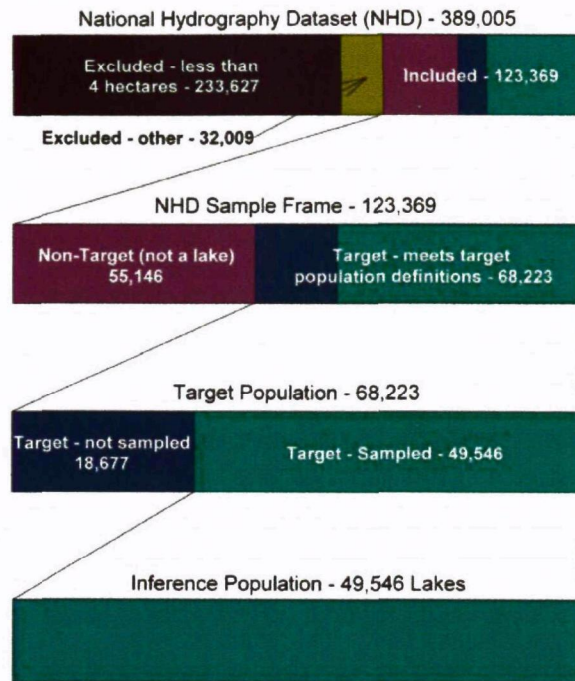 National Hydrography Dataset (NHD) - 389,005
Excluded - less than
4 hectares - 233,627
Included - 123,369
Excluded - other - 32,009
NHD Sample Frame - 123,369
Non-Target (not a lake)
55,146
Target - meets target
population definitions - 68,223
Target Population - 68,223
Target - not sampled
18,677
Target - Sampled - 49,546
Inference Population - 49,546 Lakes